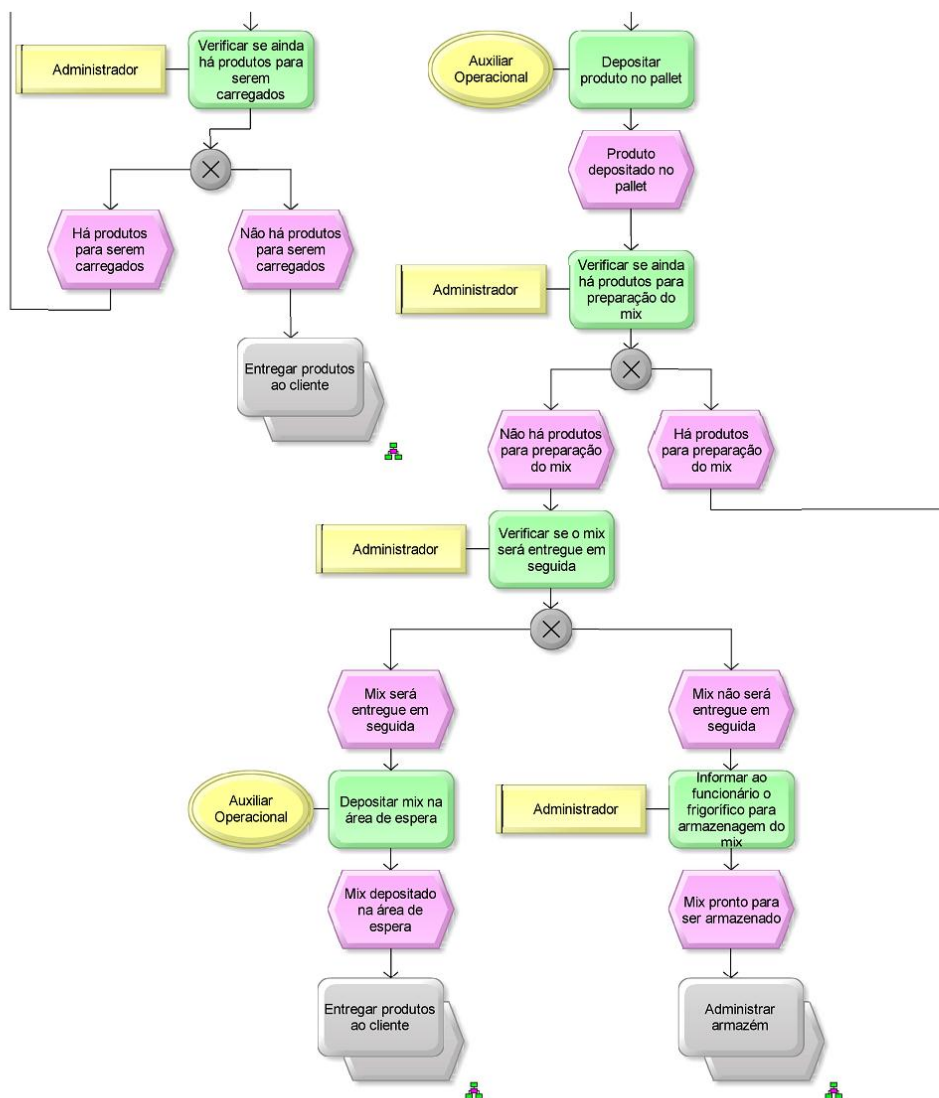 Administrador
Verificar se ainda
há produtos para
serem
carregados
Há produtos
para serem
carregados
Não há produtos
para serem
carregados
Entregar produtos
ao cliente
Auxiliar
Operacional
Depositar
produto no pallet
Produto
depositado no
pallet
Administrador
Verificar se ainda
há produtos para
preparação do
mix
Não há produtos
para preparação
do mix
Há produtos
para preparação
do mix
Administrador
Verificar se o mix
será entregue em
seguida
Mix será
entregue em
seguida
Mix não será
entregue em
seguida
Auxiliar
Operacional
Depositar mix na
área de espera
Administrador
Informar ao
funcionário o
frigorífico para
armazenagem do
mix
Mix depositado
na área de
espera
Mix pronto para
ser armazenado
Entregar produtos
ao cliente
Administrar
armazém